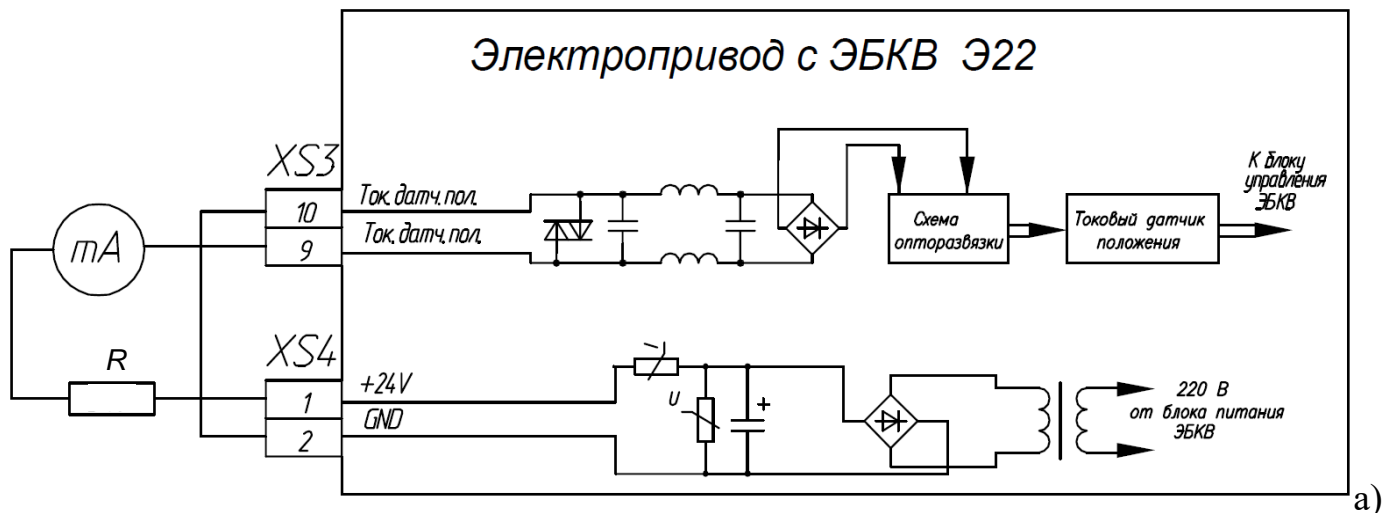 Электропривод с ЭБКВ Э22
XS3
10
9
Ток. датч. пол.
Ток. датч. пол.
mA
R
Схема
опторазвязки
Токовый датчик
положения
К блоку
управления
ЭБКВ
XS4
1
2
+24V
GND
U
+
220 В
от блока питания
ЭБКВ
а)